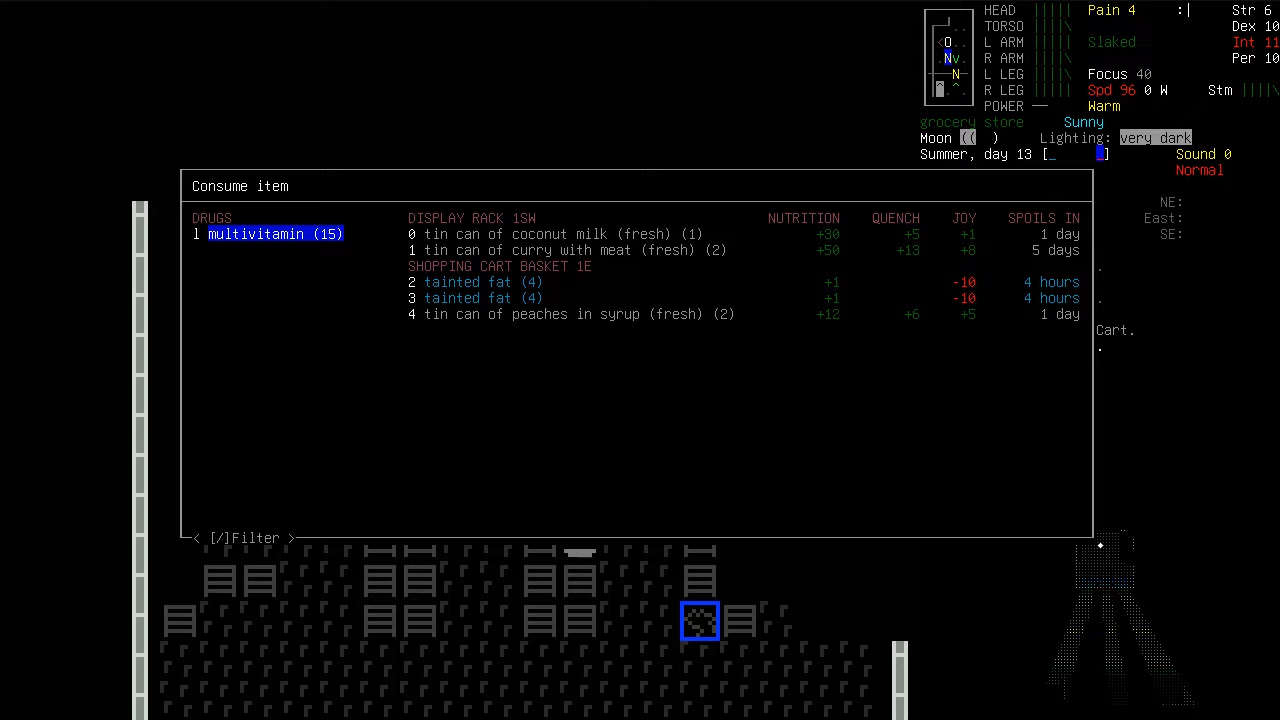 HEAD Pain 4 :| Str 6
TORSO Dex 10
L ARM Slaked Int 11
R ARM Per 10
L LEG Focus 40
R LEG Spd 96 0 W Stm
POWER Warm
grocery store Sunny
Moon (( ) Lighting: very dark
Summer, day 13 [_ ] Sound 0
Normal
NE:
East:
SE:
Cart.
Consume item
DRUGS DISPLAY RACK 1SW NUTRITION QUENCH JOY SPOILS IN
l multivitamin (15) 0 tin can of coconut milk (fresh) (1) +30 +5 +1 1 day
1 tin can of curry with meat (fresh) (2) +50 +13 +8 5 days
SHOPPING CART BASKET 1E
2 tainted fat (4) +1 -10 4 hours
3 tainted fat (4) +1 -10 4 hours
4 tin can of peaches in syrup (fresh) (2) +12 +6 +5 1 day
< [/]Filter >